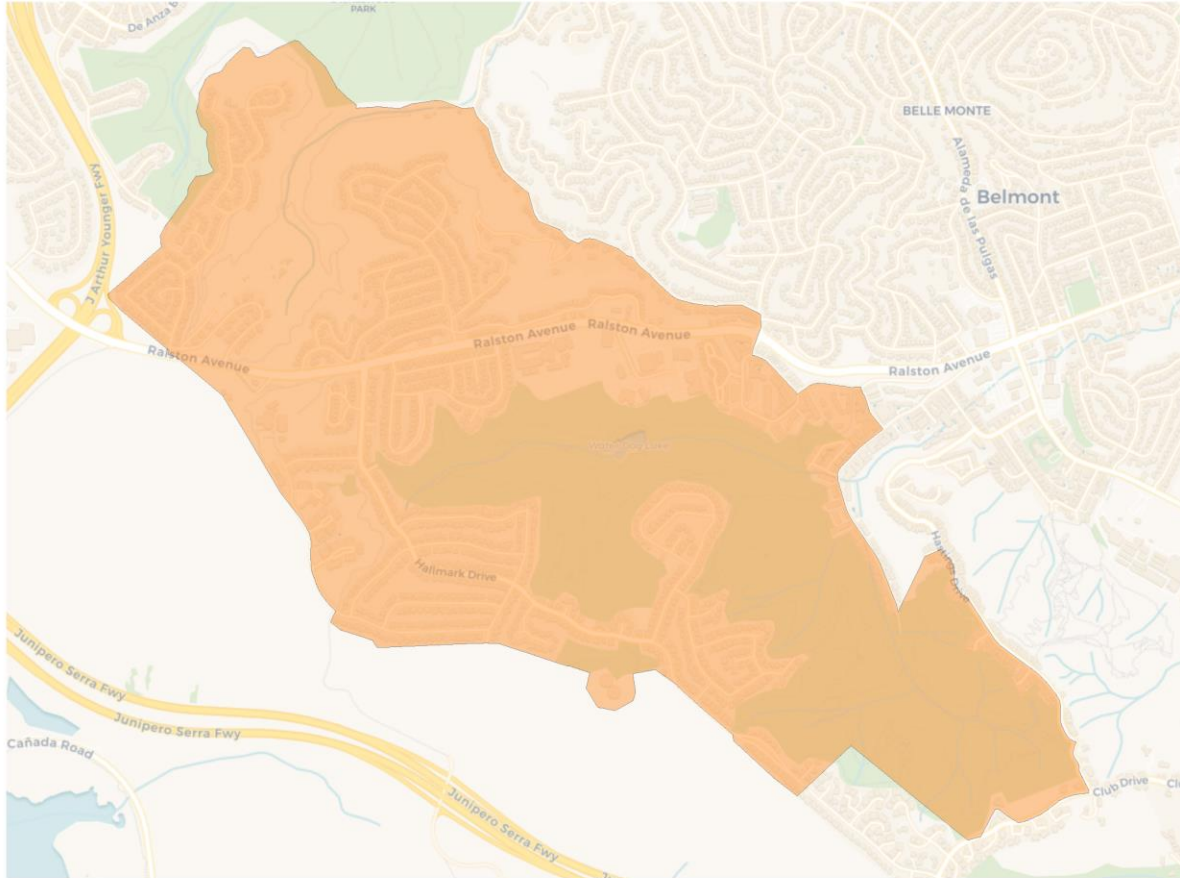 PARK
De Anza B
BELLE MONTE
Alameda de las Pulgas
Belmont
J Arthur Younger Fwy
Ralston Avenue
Ralston Avenue
Ralston Avenue
Ralston Avenue
Hallmark Drive
Junipero Serra Fwy
Junipero Serra Fwy
Cañada Road
Junipero Serra Fwy
Club Drive
Cl